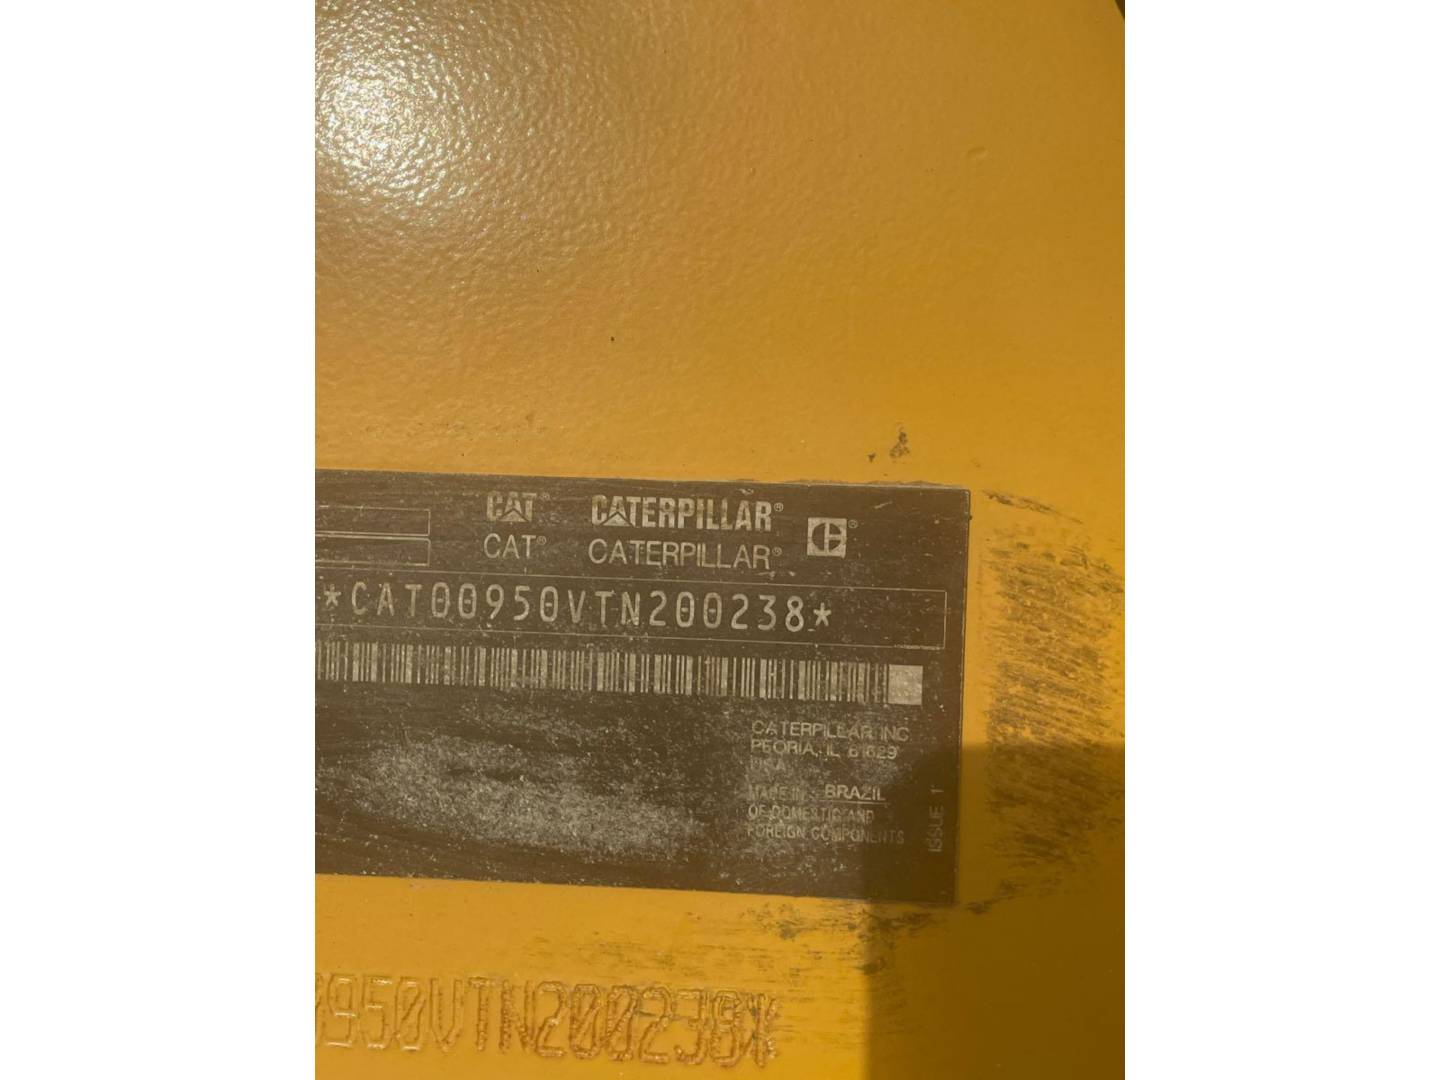 CAT® CATERPILLAR®
CAT® CATERPILLAR®
*CAT00950VTN200238*
CATERPILLAR INC
PEORIA, IL 61629
USA
MADE IN BRAZIL
OF DOMESTIC AND
FOREIGN COMPONENTS
ISSUE 1
950VTN200238*